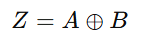 Z = A ⊕ B